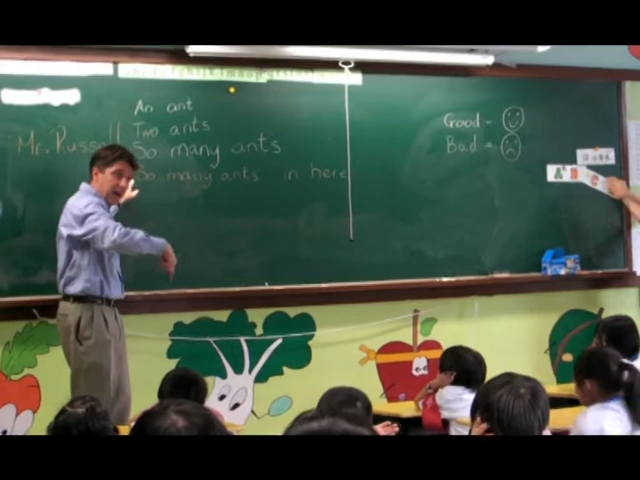 An ant
Two ants
Mr. Russell
So many ants
So many ants in here
Good -
Bad =
A B C